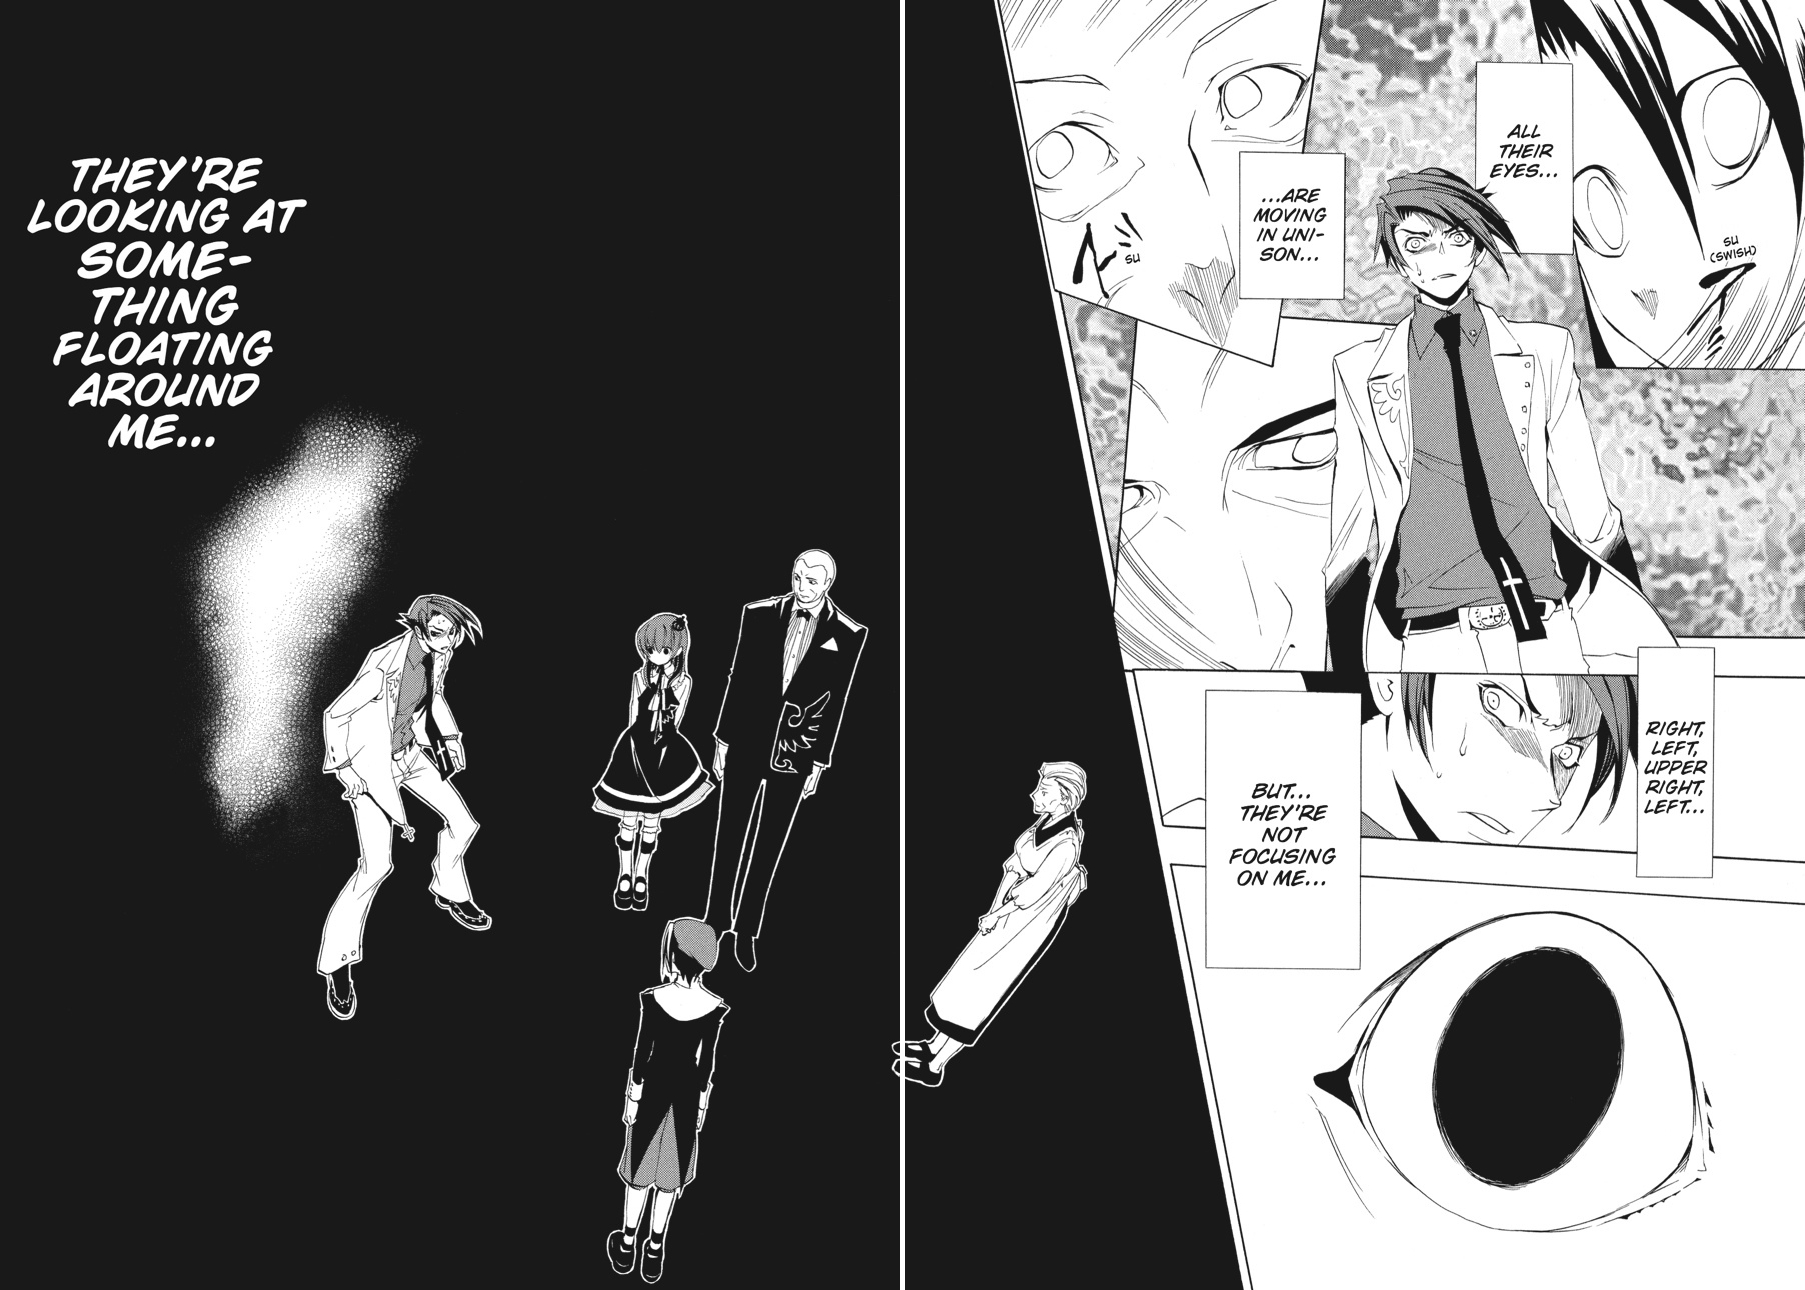 ALL
THEIR
EYES...
SU
(SWISH)
...ARE
MOVING
IN UNI-
SON...
SU
RIGHT,
LEFT,
UPPER
RIGHT,
LEFT...
BUT...
THEY'RE
NOT
FOCUSING
ON ME...
THEY'RE
LOOKING AT
SOME-
THING
FLOATING
AROUND
ME...